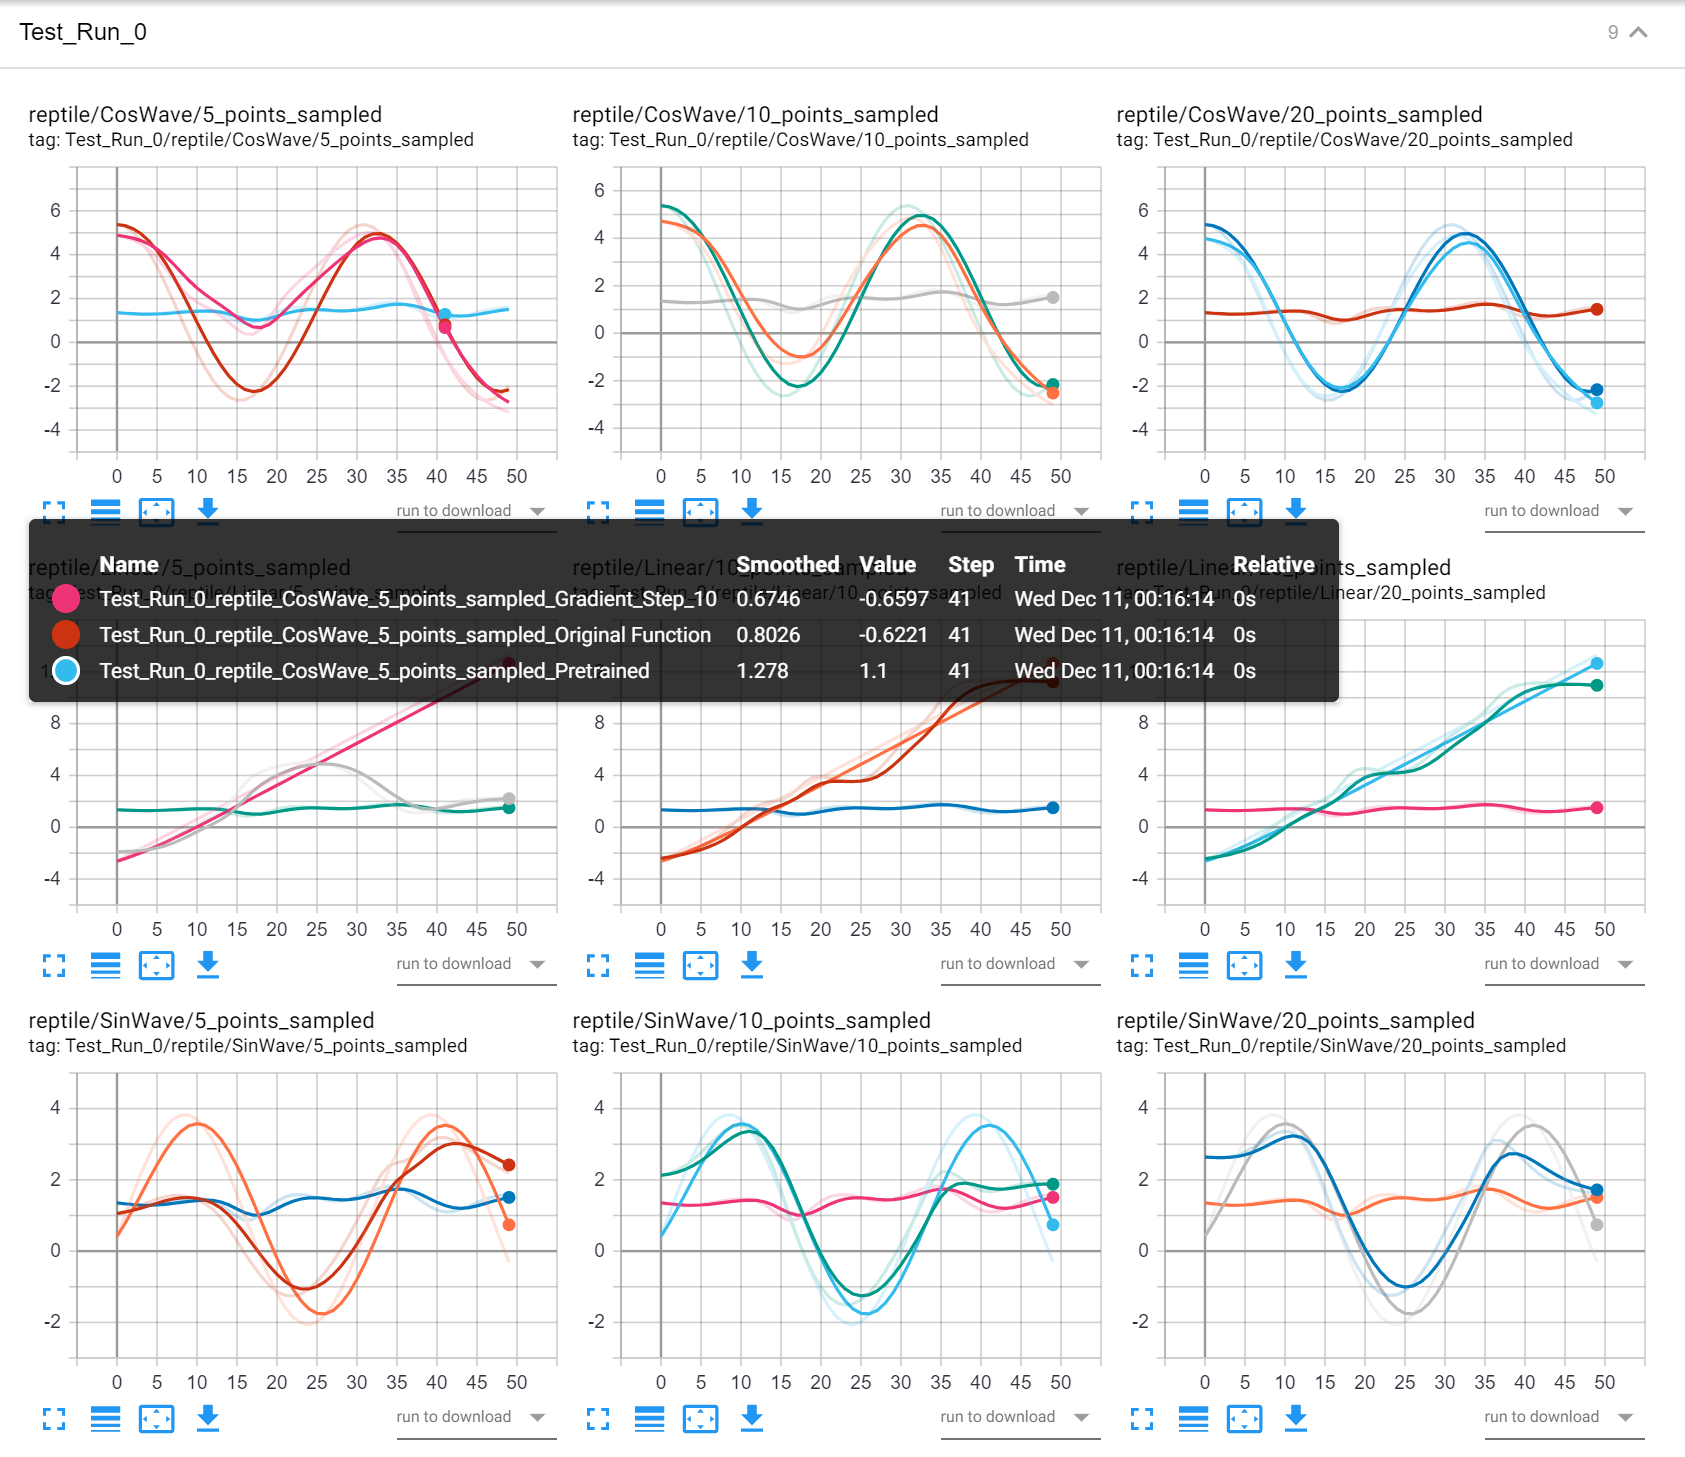 Test_Run_0 9
reptile/CosWave/5_points_sampled
tag: Test_Run_0/reptile/CosWave/5_points_sampled
6
4
2
0
-2
-4
0 5 10 15 20 25 30 35 40 45 50
run to download
reptile/CosWave/10_points_sampled
tag: Test_Run_0/reptile/CosWave/10_points_sampled
6
4
2
0
-2
-4
0 5 10 15 20 25 30 35 40 45 50
run to download
reptile/CosWave/20_points_sampled
tag: Test_Run_0/reptile/CosWave/20_points_sampled
6
4
2
0
-2
-4
0 5 10 15 20 25 30 35 40 45 50
run to download
Name Smoothed Value Step Time Relative
Test_Run_0_reptile_CosWave_5_points_sampled_Gradient_Step_10 0.6746 -0.6597 41 Wed Dec 11, 00:16:14 0s
Test_Run_0_reptile_CosWave_5_points_sampled_Original Function 0.8026 -0.6221 41 Wed Dec 11, 00:16:14 0s
Test_Run_0_reptile_CosWave_5_points_sampled_Pretrained 1.278 1.1 41 Wed Dec 11, 00:16:14 0s
reptile/Linear/5_points_sampled
8
4
0
-4
0 5 10 15 20 25 30 35 40 45 50
run to download
8
4
0
-4
0 5 10 15 20 25 30 35 40 45 50
run to download
8
4
0
-4
0 5 10 15 20 25 30 35 40 45 50
run to download
reptile/SinWave/5_points_sampled
tag: Test_Run_0/reptile/SinWave/5_points_sampled
4
2
0
-2
0 5 10 15 20 25 30 35 40 45 50
run to download
reptile/SinWave/10_points_sampled
tag: Test_Run_0/reptile/SinWave/10_points_sampled
4
2
0
-2
0 5 10 15 20 25 30 35 40 45 50
run to download
reptile/SinWave/20_points_sampled
tag: Test_Run_0/reptile/SinWave/20_points_sampled
4
2
0
-2
0 5 10 15 20 25 30 35 40 45 50
run to download